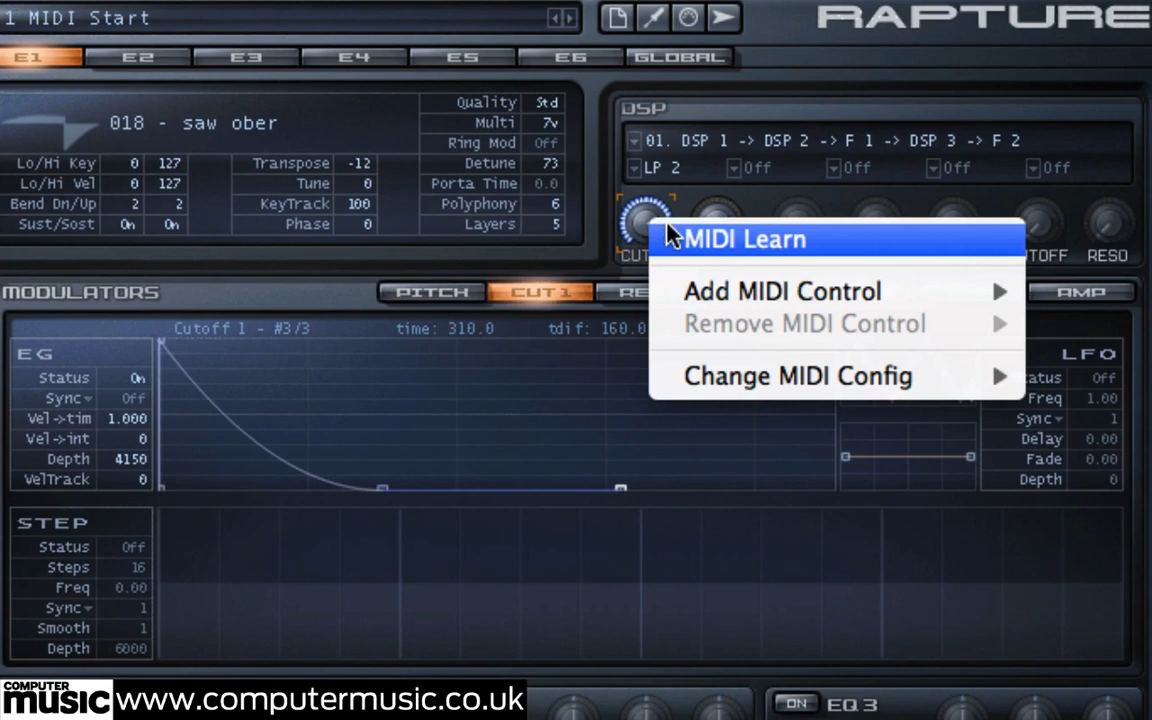 1 MIDI Start
RAPTURE
E1 E2 E3 E4 E5 E6 GLOBAL
018 - saw ober
Quality Std
Multi 7v
Ring Mod Off
Lo/Hi Key 0 127 Transpose -12 Detune 73
Lo/Hi Vel 0 127 Tune 0 Porta Time 0.0
Bend Dn/Up 2 2 KeyTrack 100 Polyphony 6
Sust/Sost On On Phase 0 Layers 5
DSP
01. DSP 1 -> DSP 2 -> F 1 -> DSP 3 -> F 2
LP 2 Off Off Off Off
CUT TOFF RESO
MIDI Learn
Add MIDI Control
Remove MIDI Control
Change MIDI Config
MODULATORS PITCH CUT1 RE AMP
Cutoff 1 - #3/3 time: 310.0 tdif: 160.0
EG
Status On
Sync Off
Vel->tim 1.000
Vel->int 0
Depth 4150
VelTrack 0
LFO
tatus Off
Freq 1.00
Sync 1
Delay 0.00
Fade 0.00
Depth 0
STEP
Status Off
Steps 16
Freq 0.00
Sync 1
Smooth 1
Depth 6000
COMPUTER music www.computermusic.co.uk
ON EQ3